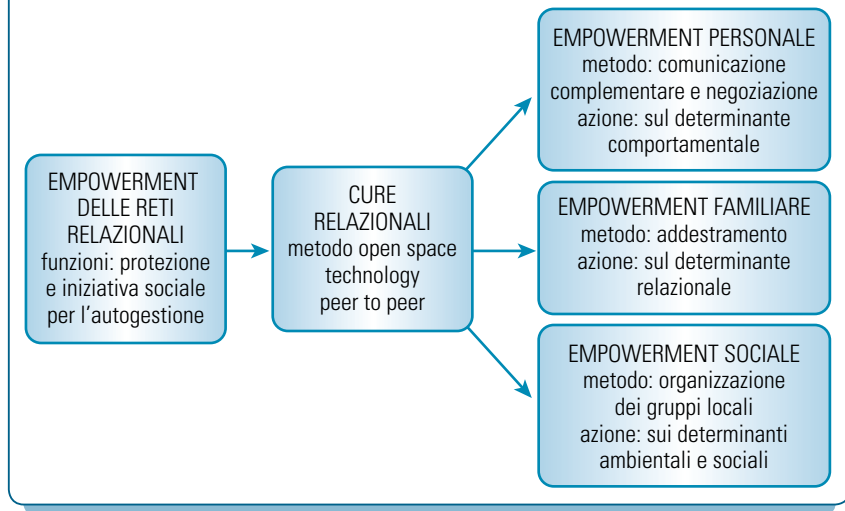 EMPOWERMENT
DELLE RETI
RELAZIONALI
funzioni: protezione
e iniziativa sociale
per l'autogestione
CURE
RELAZIONALI
metodo open space
technology
peer to peer
EMPOWERMENT PERSONALE
metodo: comunicazione
complementare e negoziazione
azione: sul determinante
comportamentale
EMPOWERMENT FAMILIARE
metodo: addestramento
azione: sul determinante
relazionale
EMPOWERMENT SOCIALE
metodo: organizzazione
dei gruppi locali
azione: sui determinanti
ambientali e sociali